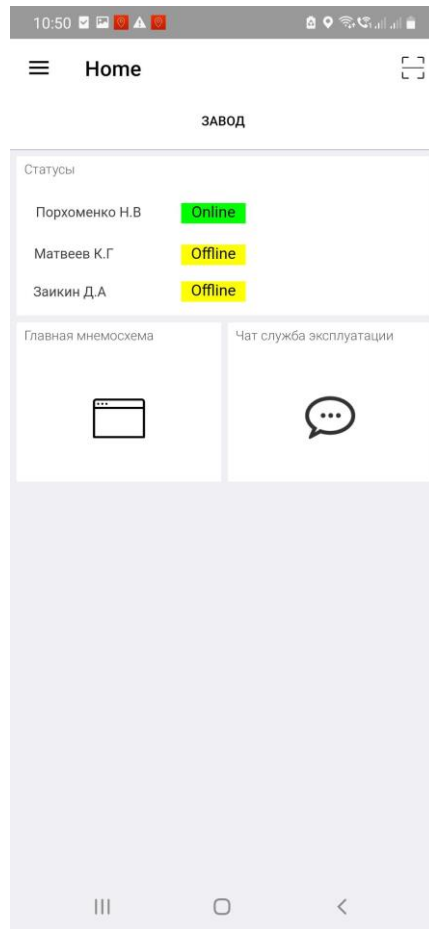 10:50
Home
ЗАВОД
Статусы
Порхоменко Н.В Online
Матвеев К.Г Offline
Заикин Д.А Offline
Главная мнемосхема
Чат служба эксплуатации